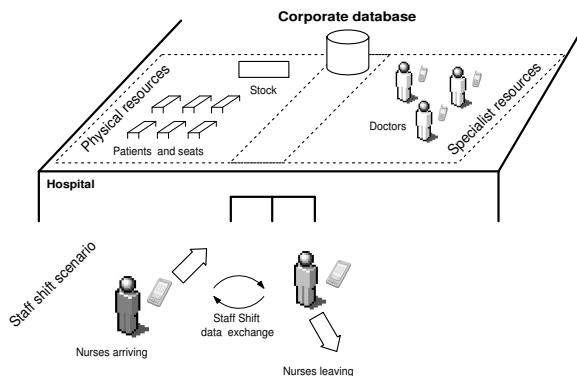 Corporate database
Physical resources
Stock
Patients and seats
Doctors
Specialist resources
Hospital
Staff shift scenario
Nurses arriving
Staff Shift
data exchange
Nurses leaving